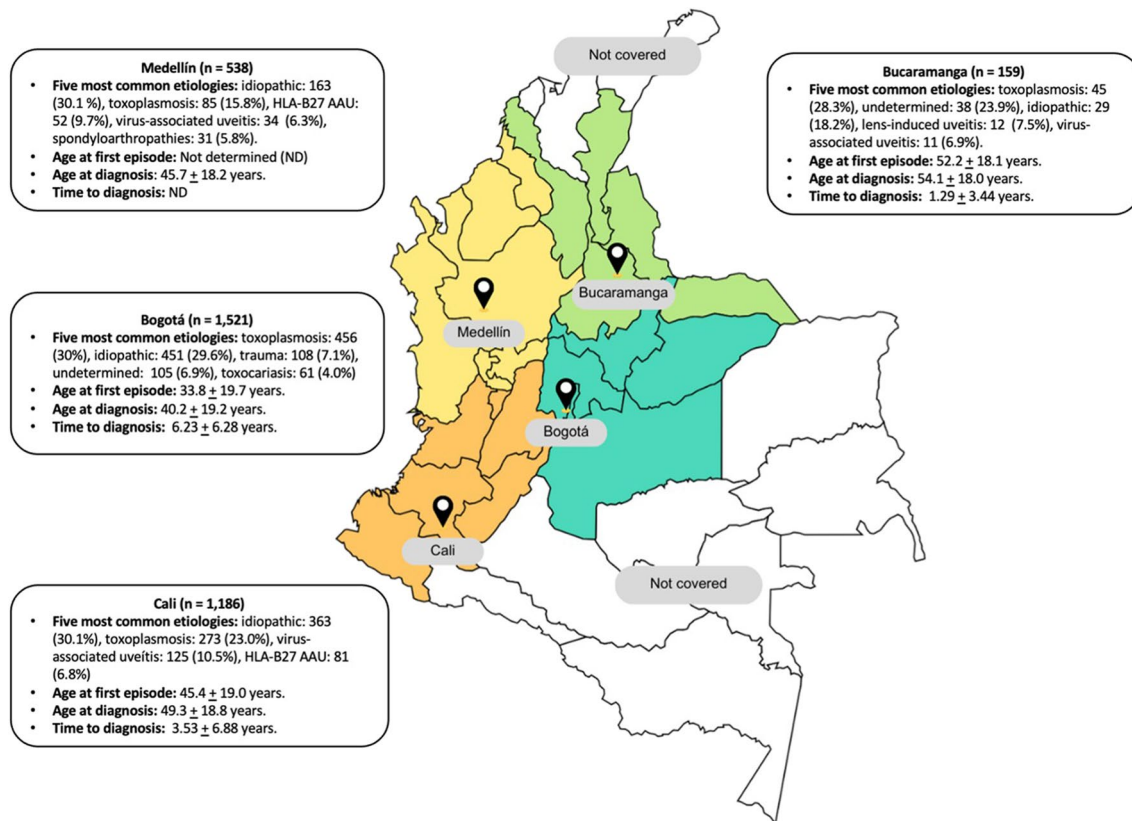 Not covered
Medellín (n = 538)
• Five most common etiologies: idiopathic: 163
(30.1 %), toxoplasmosis: 85 (15.8%), HLA-B27 AAU:
52 (9.7%), virus-associated uveitis: 34 (6.3%),
spondyloarthropathies: 31 (5.8%).
• Age at first episode: Not determined (ND)
• Age at diagnosis: 45.7 ± 18.2 years.
• Time to diagnosis: ND
Bucaramanga (n = 159)
• Five most common etiologies: toxoplasmosis: 45
(28.3%), undetermined: 38 (23.9%), idiopathic: 29
(18.2%), lens-induced uveitis: 12 (7.5%), virus-
associated uveitis: 11 (6.9%).
• Age at first episode: 52.2 ± 18.1 years.
• Age at diagnosis: 54.1 ± 18.0 years.
• Time to diagnosis: 1.29 ± 3.44 years.
Bucaramanga
Medellín
Bogotá (n = 1,521)
• Five most common etiologies: toxoplasmosis: 456
(30%), idiopathic: 451 (29.6%), trauma: 108 (7.1%),
undetermined: 105 (6.9%), toxocariasis: 61 (4.0%)
• Age at first episode: 33.8 ± 19.7 years.
• Age at diagnosis: 40.2 ± 19.2 years.
• Time to diagnosis: 6.23 ± 6.28 years.
Bogotá
Cali
Not covered
Cali (n = 1,186)
• Five most common etiologies: idiopathic: 363
(30.1%), toxoplasmosis: 273 (23.0%), virus-
associated uveítis: 125 (10.5%), HLA-B27 AAU: 81
(6.8%)
• Age at first episode: 45.4 ± 19.0 years.
• Age at diagnosis: 49.3 ± 18.8 years.
• Time to diagnosis: 3.53 ± 6.88 years.